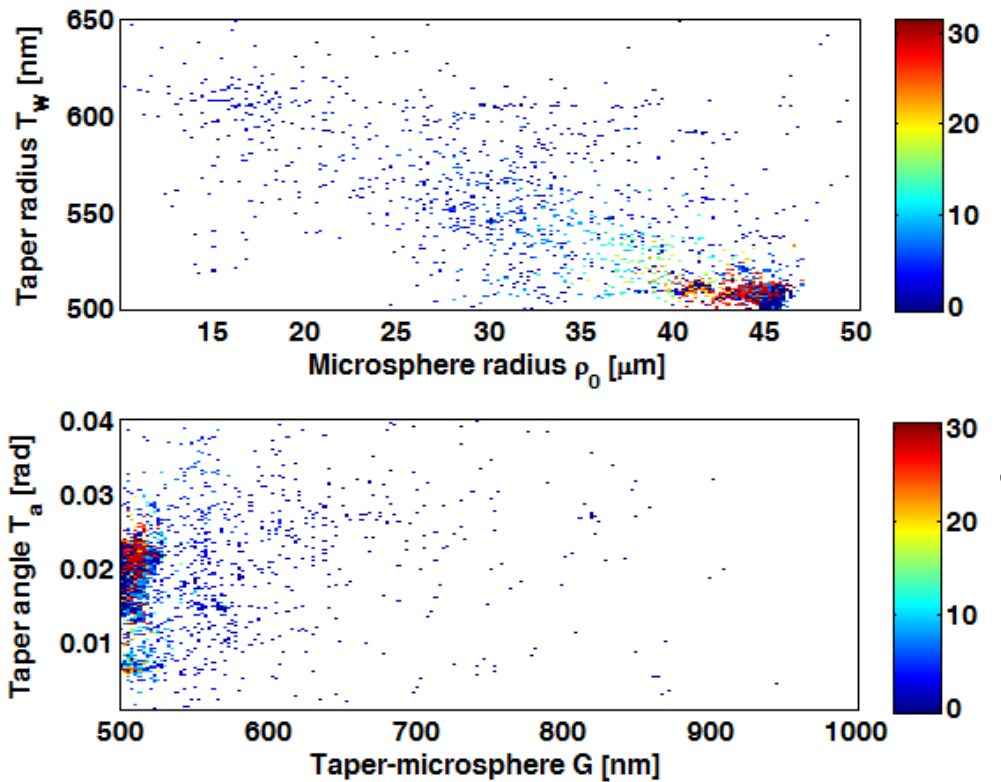 650
600
550
500
Taper radius T_w [nm]
15 20 25 30 35 40 45 50
Microsphere radius ρ_0 [μm]
30
20
10
0
0.04
0.03
0.02
0.01
Taper angle T_a [rad]
500 600 700 800 900 1000
Taper-microsphere G [nm]
30
20
10
0